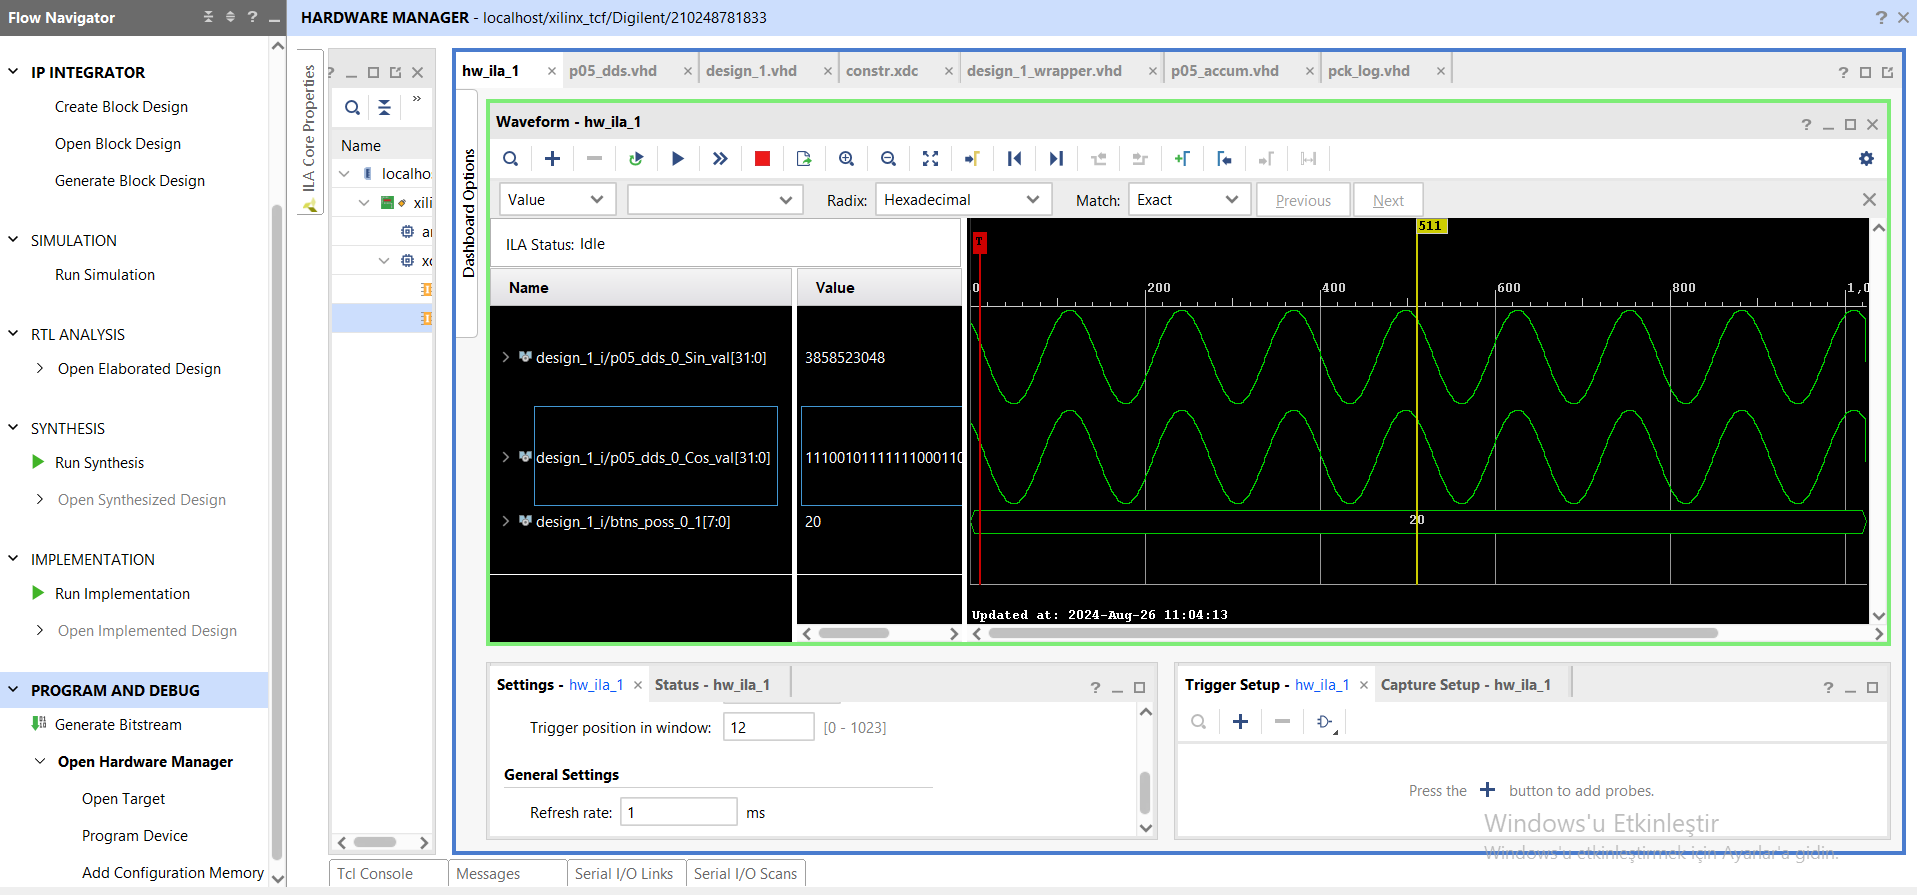 Flow Navigator
?
HARDWARE MANAGER - localhost/xilinx_tcf/Digilent/210248781833
?
IP INTEGRATOR
Create Block Design
Open Block Design
Generate Block Design
SIMULATION
Run Simulation
RTL ANALYSIS
Open Elaborated Design
SYNTHESIS
Run Synthesis
Open Synthesized Design
IMPLEMENTATION
Run Implementation
Open Implemented Design
PROGRAM AND DEBUG
Generate Bitstream
Open Hardware Manager
Open Target
Program Device
Add Configuration Memory
ILA Core Properties
?
Name
localho
xili
xc
Dashboard Options
hw_ila_1
p05_dds.vhd
design_1.vhd
constr.xdc
design_1_wrapper.vhd
p05_accum.vhd
pck_log.vhd
?
Waveform - hw_ila_1
?
Value
Radix: Hexadecimal
Match: Exact
Previous
Next
ILA Status: Idle
Name
Value
design_1_i/p05_dds_0_Sin_val[31:0]
3858523048
design_1_i/p05_dds_0_Cos_val[31:0]
11100101111111000110
design_1_i/btns_poss_0_1[7:0]
20
511
T
0 200 400 600 800 1,0
20
Updated at: 2024-Aug-26 11:04:13
Settings - hw_ila_1
Status - hw_ila_1
?
Trigger position in window: 12 [0 - 1023]
General Settings
Refresh rate: 1 ms
Trigger Setup - hw_ila_1
Capture Setup - hw_ila_1
?
Press the + button to add probes.
Windows'u Etkinleştir
Windows'u etkinleştirmek için Ayarlar'a gidin.
Tcl Console
Messages
Serial I/O Links
Serial I/O Scans